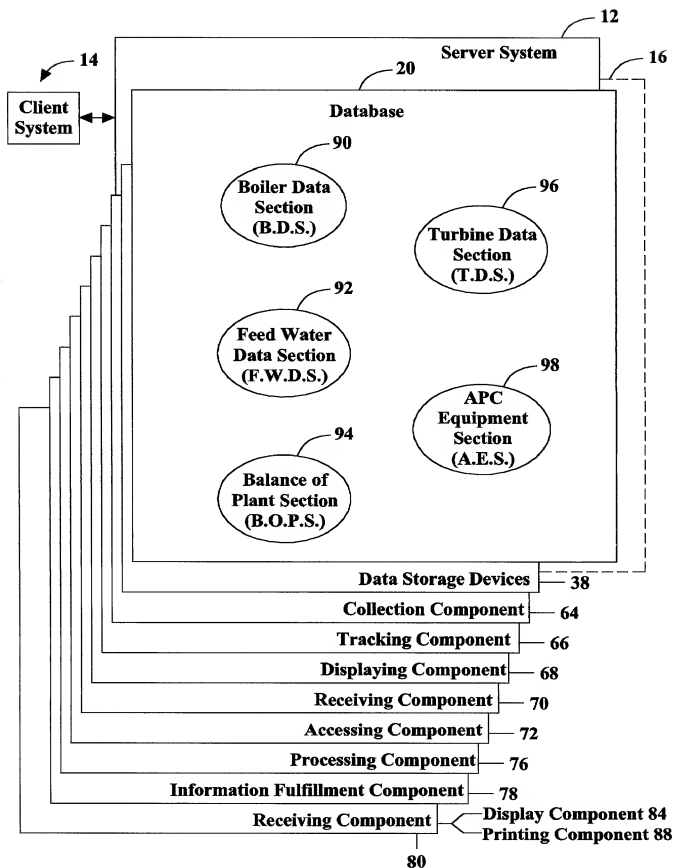 12
Server System
14
16
20
Client
System
Database
90
Boiler Data
Section
(B.D.S.)
96
Turbine Data
Section
(T.D.S.)
92
Feed Water
Data Section
(F.W.D.S.)
98
APC
Equipment
Section
(A.E.S.)
94
Balance of
Plant Section
(B.O.P.S.)
Data Storage Devices 38
Collection Component 64
Tracking Component 66
Displaying Component 68
Receiving Component 70
Accessing Component 72
Processing Component 76
Information Fulfillment Component 78
Receiving Component
Display Component 84
Printing Component 88
80